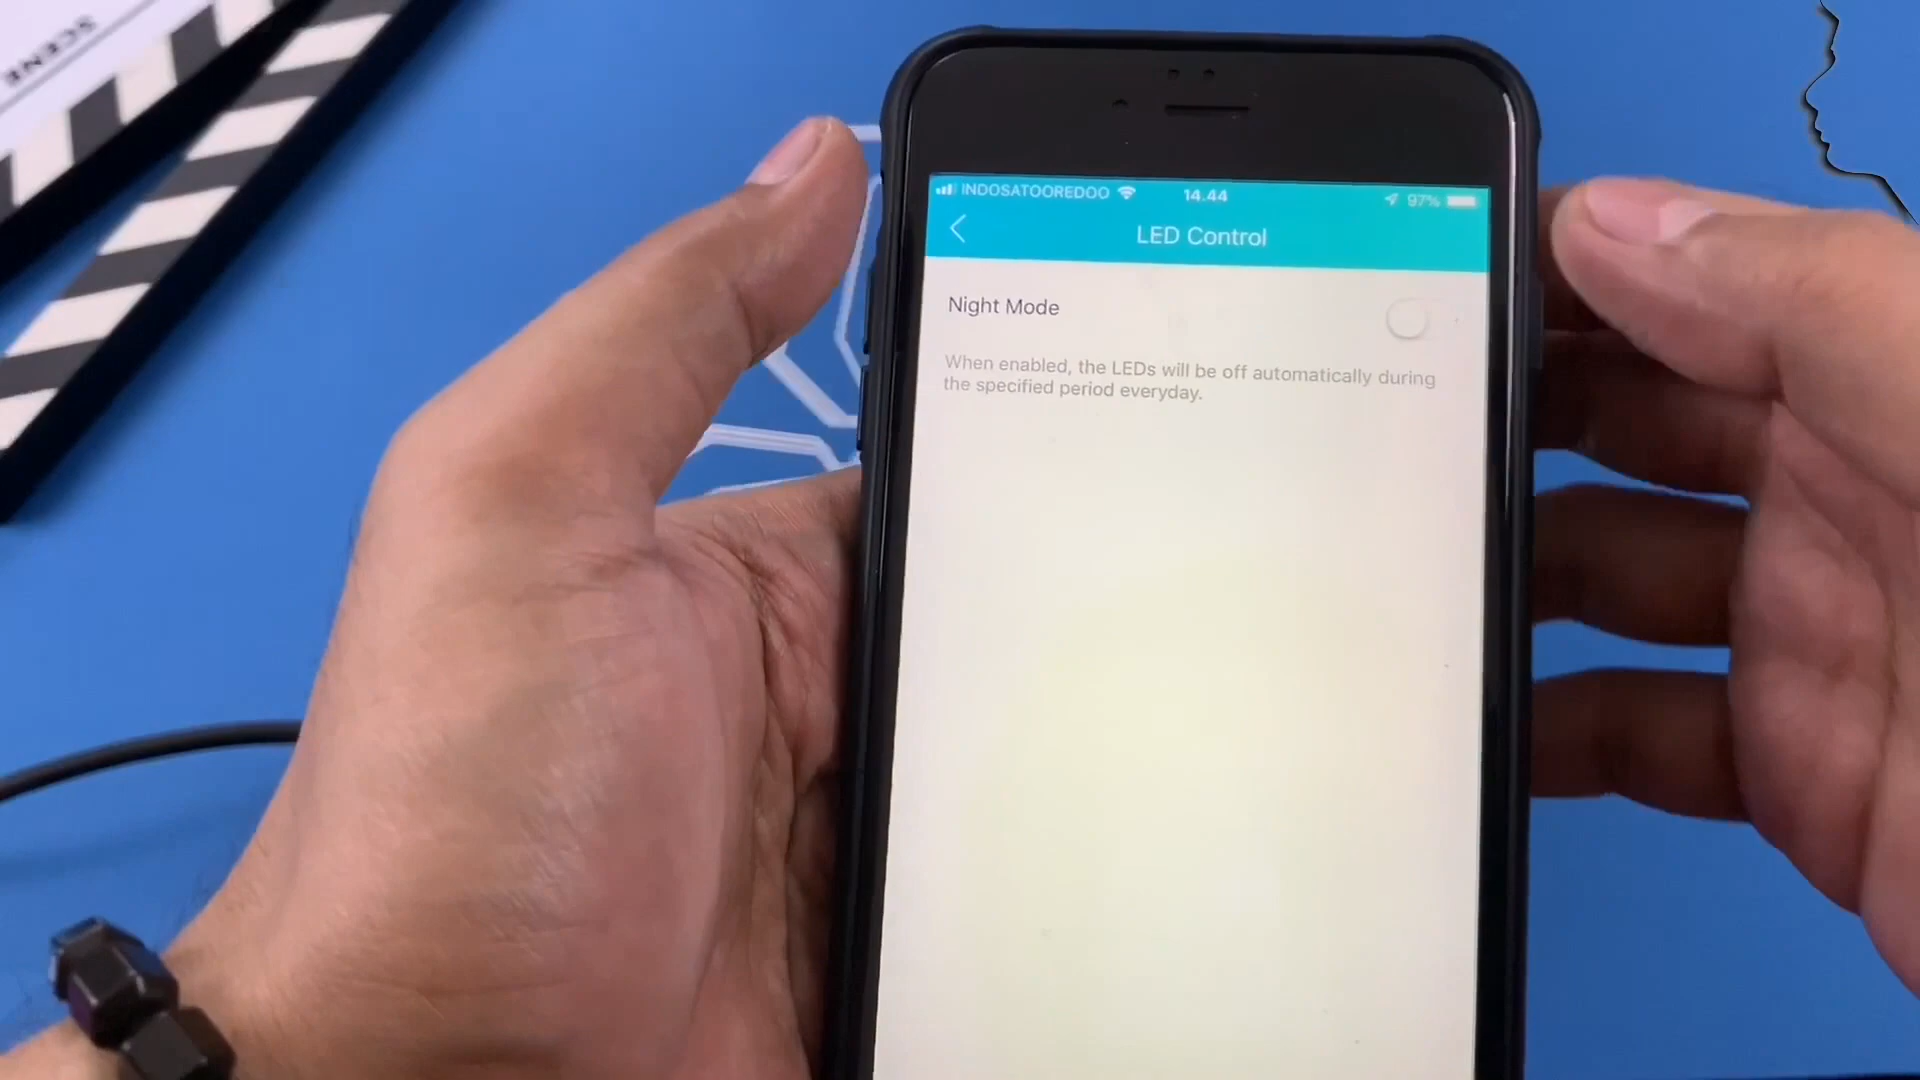 SCENE
INDOSATOOREDOO 14.44 97%
LED Control
Night Mode
When enabled, the LEDs will be off automatically during
the specified period everyday.